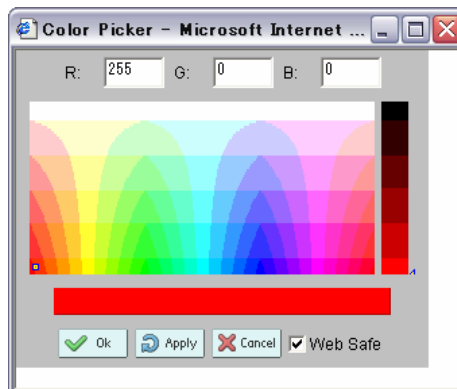 Color Picker - Microsoft Internet ...
R: 255 G: 0 B: 0
Ok Apply Cancel Web Safe